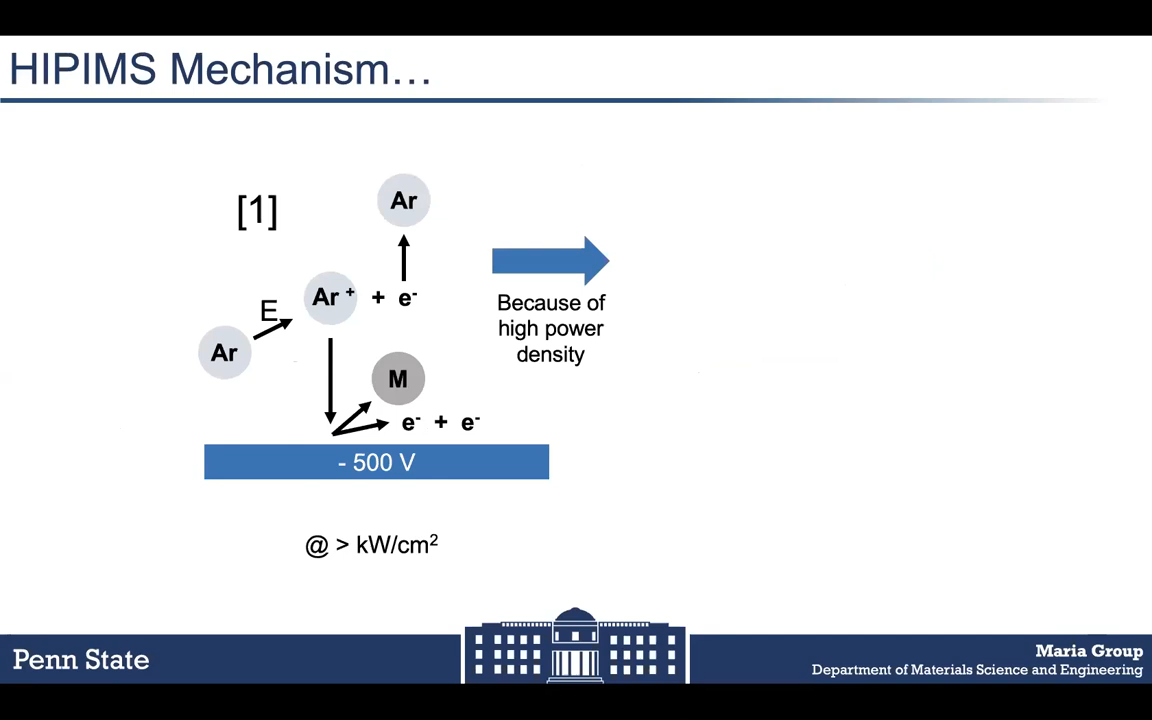 HIPIMS Mechanism…
[1]
Ar
Ar + + e-
E
Ar
M
e- + e-
- 500 V
@ > kW/cm2
Because of
high power
density
Penn State
Maria Group
Department of Materials Science and Engineering